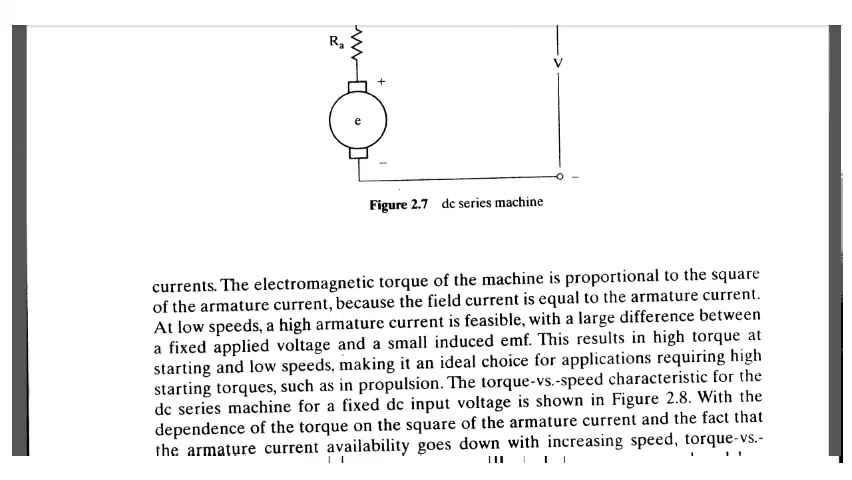 Ra
+
V
e
–
–
Figure 2.7 dc series machine
currents. The electromagnetic torque of the machine is proportional to the square
of the armature current, because the field current is equal to the armature current.
At low speeds, a high armature current is feasible, with a large difference between
a fixed applied voltage and a small induced emf. This results in high torque at
starting and low speeds, making it an ideal choice for applications requiring high
starting torques, such as in propulsion. The torque-vs.-speed characteristic for the
dc series machine for a fixed dc input voltage is shown in Figure 2.8. With the
dependence of the torque on the square of the armature current and the fact that
the armature current availability goes down with increasing speed, torque-vs.-